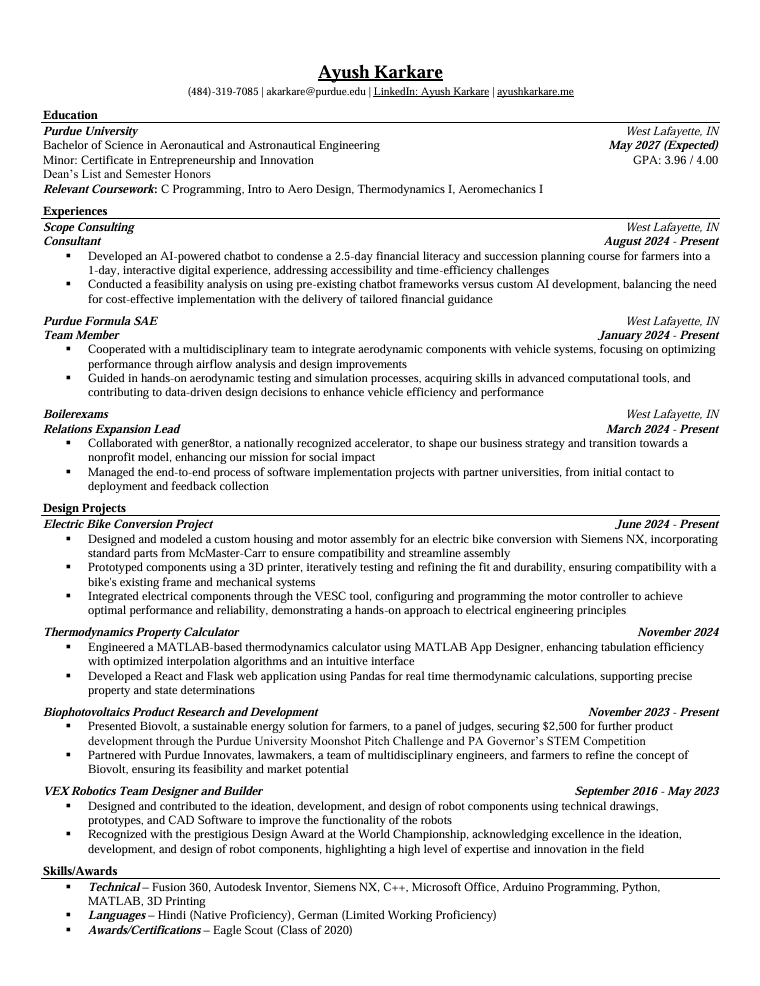 Ayush Karkare
(484)-319-7085 | akarkare@purdue.edu | LinkedIn: Ayush Karkare | ayushkarkare.me
Education
Purdue University West Lafayette, IN
Bachelor of Science in Aeronautical and Astronautical Engineering May 2027 (Expected)
Minor: Certificate in Entrepreneurship and Innovation GPA: 3.96 / 4.00
Dean's List and Semester Honors
Relevant Coursework: C Programming, Intro to Aero Design, Thermodynamics I, Aeromechanics I
Experiences
Scope Consulting West Lafayette, IN
Consultant August 2024 - Present
▪ Developed an AI-powered chatbot to condense a 2.5-day financial literacy and succession planning course for farmers into a
1-day, interactive digital experience, addressing accessibility and time-efficiency challenges
▪ Conducted a feasibility analysis on using pre-existing chatbot frameworks versus custom AI development, balancing the need
for cost-effective implementation with the delivery of tailored financial guidance
Purdue Formula SAE West Lafayette, IN
Team Member January 2024 - Present
▪ Cooperated with a multidisciplinary team to integrate aerodynamic components with vehicle systems, focusing on optimizing
performance through airflow analysis and design improvements
▪ Guided in hands-on aerodynamic testing and simulation processes, acquiring skills in advanced computational tools, and
contributing to data-driven design decisions to enhance vehicle efficiency and performance
Boilerexams West Lafayette, IN
Relations Expansion Lead March 2024 - Present
▪ Collaborated with gener8tor, a nationally recognized accelerator, to shape our business strategy and transition towards a
nonprofit model, enhancing our mission for social impact
▪ Managed the end-to-end process of software implementation projects with partner universities, from initial contact to
deployment and feedback collection
Design Projects
Electric Bike Conversion Project June 2024 - Present
▪ Designed and modeled a custom housing and motor assembly for an electric bike conversion with Siemens NX, incorporating
standard parts from McMaster-Carr to ensure compatibility and streamline assembly
▪ Prototyped components using a 3D printer, iteratively testing and refining the fit and durability, ensuring compatibility with a
bike's existing frame and mechanical systems
▪ Integrated electrical components through the VESC tool, configuring and programming the motor controller to achieve
optimal performance and reliability, demonstrating a hands-on approach to electrical engineering principles
Thermodynamics Property Calculator November 2024
▪ Engineered a MATLAB-based thermodynamics calculator using MATLAB App Designer, enhancing tabulation efficiency
with optimized interpolation algorithms and an intuitive interface
▪ Developed a React and Flask web application using Pandas for real time thermodynamic calculations, supporting precise
property and state determinations
Biophotovoltaics Product Research and Development November 2023 - Present
▪ Presented Biovolt, a sustainable energy solution for farmers, to a panel of judges, securing $2,500 for further product
development through the Purdue University Moonshot Pitch Challenge and PA Governor's STEM Competition
▪ Partnered with Purdue Innovates, lawmakers, a team of multidisciplinary engineers, and farmers to refine the concept of
Biovolt, ensuring its feasibility and market potential
VEX Robotics Team Designer and Builder September 2016 - May 2023
▪ Designed and contributed to the ideation, development, and design of robot components using technical drawings,
prototypes, and CAD Software to improve the functionality of the robots
▪ Recognized with the prestigious Design Award at the World Championship, acknowledging excellence in the ideation,
development, and design of robot components, highlighting a high level of expertise and innovation in the field
Skills/Awards
▪ Technical – Fusion 360, Autodesk Inventor, Siemens NX, C++, Microsoft Office, Arduino Programming, Python,
MATLAB, 3D Printing
▪ Languages – Hindi (Native Proficiency), German (Limited Working Proficiency)
▪ Awards/Certifications – Eagle Scout (Class of 2020)